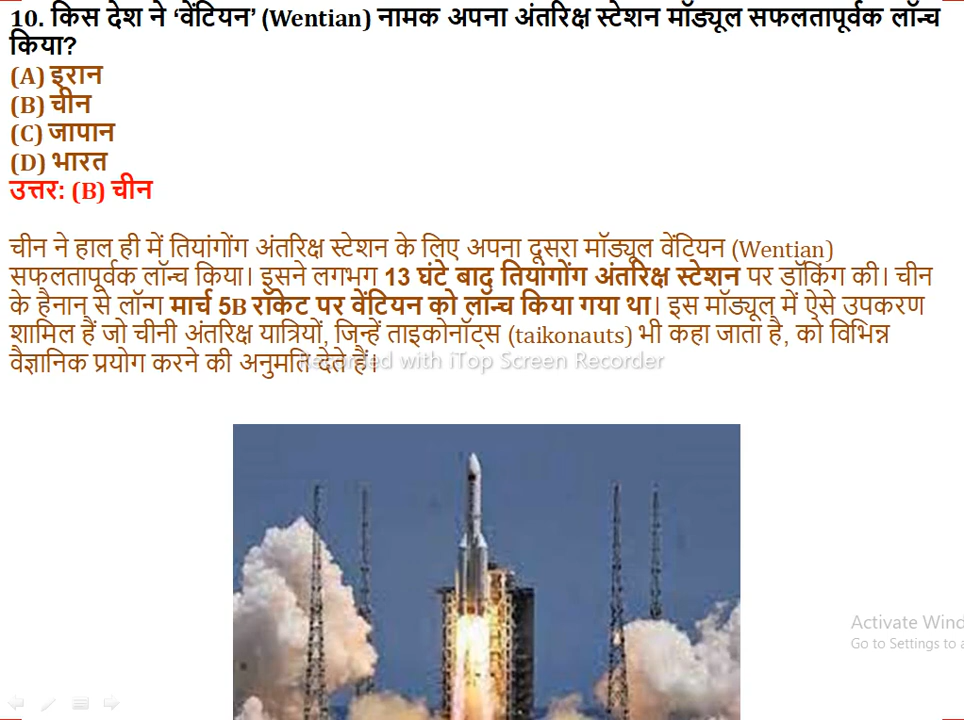 10. किस देश ने ‘वेंटियन’ (Wentian) नामक अपना अंतरिक्ष स्टेशन मॉड्यूल सफलतापूर्वक लॉन्च
किया?
(A) इरान
(B) चीन
(C) जापान
(D) भारत
उत्तर: (B) चीन
चीन ने हाल ही में तियांगोंग अंतरिक्ष स्टेशन के लिए अपना दूसरा मॉड्यूल वेंटियन (Wentian)
सफलतापूर्वक लॉन्च किया। इसने लगभग 13 घंटे बाद तियांगोंग अंतरिक्ष स्टेशन पर डॉकिंग की। चीन
के हैनान से लॉन्ग मार्च 5B रॉकेट पर वेंटियन को लॉन्च किया गया था। इस मॉड्यूल में ऐसे उपकरण
शामिल हैं जो चीनी अंतरिक्ष यात्रियों, जिन्हें ताइकोनॉट्स (taikonauts) भी कहा जाता है, को विभिन्न
वैज्ञानिक प्रयोग करने की अनुमति देते हैं।
Recorded with iTop Screen Recorder
Activate Wind
Go to Settings to a